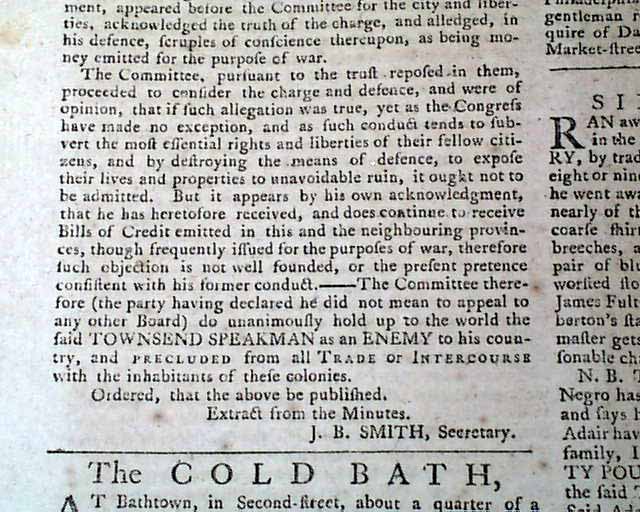 ment, appeared before the Committee for the city and liber-
ties, acknowledged the truth of the charge, and alledged, in
his defence, ſcruples of conſcience thereupon, as being mo-
ney emitted for the purpoſe of war.
The Committee, purſuant to the truſt repoſed in them,
proceeded to conſider the charge and defence, and were of
opinion, that if ſuch allegation was true, yet as the Congreſs
have made no exception, and as ſuch conduct tends to ſub-
vert the moſt eſſential rights and liberties of their fellow citi-
zens, and by deſtroying the means of defence, to expoſe
their lives and properties to unavoidable ruin, it ought not to
be admitted. But it appears by his own acknowledgment,
that he has heretofore received, and does continue to receive
Bills of Credit emitted in this and the neighbouring provin-
ces, though frequently iſſued for the purpoſes of war, therefore
ſuch objection is not well founded, or the preſent pretence
conſiſtent with his former conduct.——The Committee there-
fore (the party having declared he did not mean to appeal to
any other Board) do unanimouſly hold up to the world the
ſaid TOWNSEND SPEAKMAN as an ENEMY to his coun-
try, and PRECLUDED from all TRADE or INTERCOURSE
with the inhabitants of theſe colonies.
Ordered, that the above be publiſhed.
Extract from the Minutes.
J. B. SMITH, Secretary.
The COLD BATH,
AT Bathtown, in Second-ſtreet, about a quarter of a
gentleman
quire of Da
Market-ſtree
SI
RAN aw
in the
RY, by trad
eight or nine
he went awa
nearly of th
coarſe ſhirt
breeches, a
pair of blu
worſted ſto
James Fult
berton's ſta
maſter gets
ſonable ch
N. B. T
Negro has
and ſays h
Adair hav
family, I
TY POU
the ſaid T